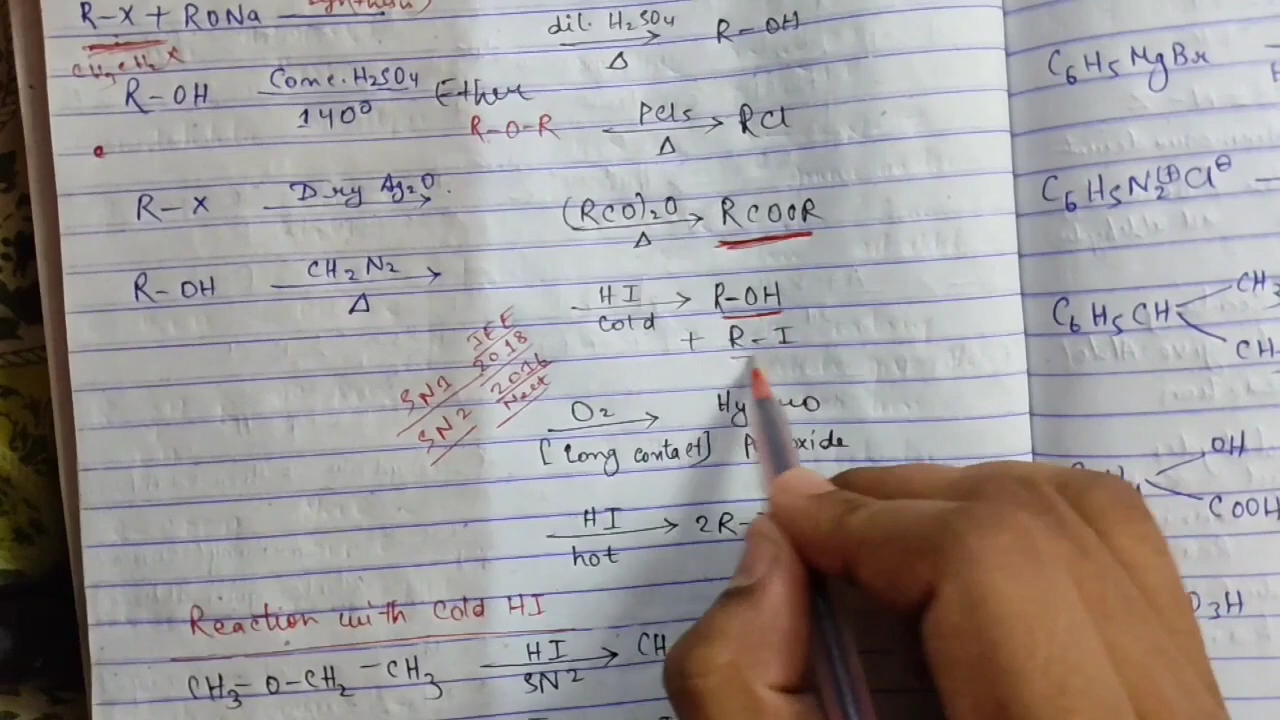 R-X + RONa
CH3CH2X
dil. H2SO4
Δ
R-OH
R-OH
Conc. H2SO4
140°
Ether
R-O-R
PCl5
Δ
RCl
R-X
Dry Ag2O.
(RCO)2O
Δ
RCOOR
R-OH
CH2N2
Δ
HI
cold
R-OH
+ R-I
JEE
2018
SN1
2016
Neet
SN2
O2
[long contact]
HI
hot
Reaction with Cold HI
CH3-O-CH2-CH3
HI
SN2
C6H5MgBr
C6H5N2⊕Cl⊖
C6H5CH
OH
COOH